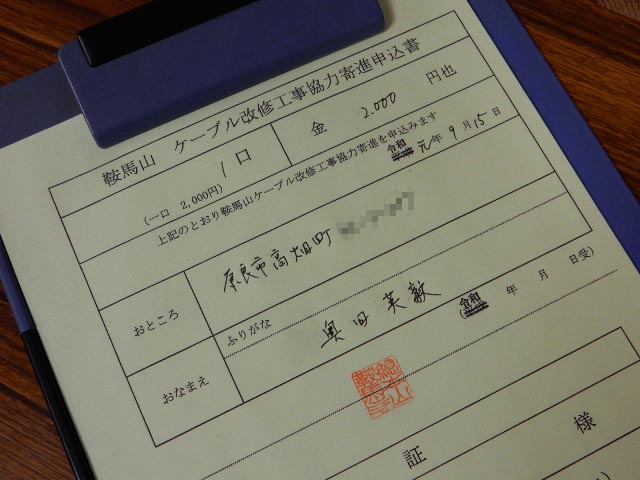 鞍馬山 ケーブル改修工事協力寄進申込書
1口 金 2.000 円也
(一口 2,000円)
上記のとおり鞍馬山ケーブル改修工事協力寄進を申込みます
令和 元年 9月15日
おところ 奈良市高畑町
ふりがな
おなまえ 奥田英敦
(令和 年 月 日受)
証 様